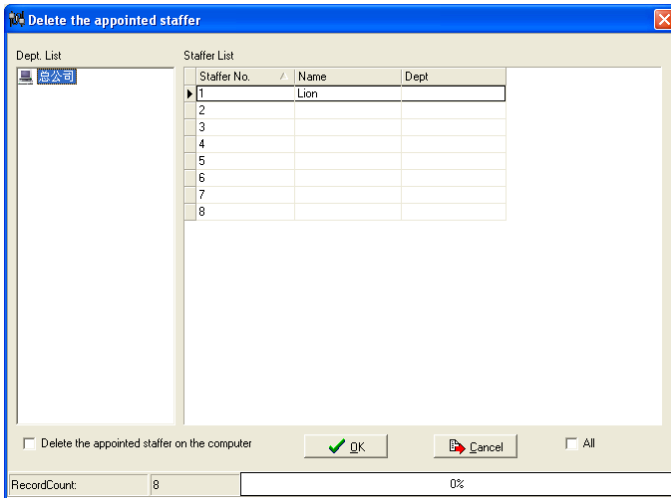 Delete the appointed staffer
Dept. List
Staffer List
总公司
Staffer No. Name Dept
1 Lion
2
3
4
5
6
7
8
Delete the appointed staffer on the computer
OK
Cancel
All
RecordCount: 8 0%